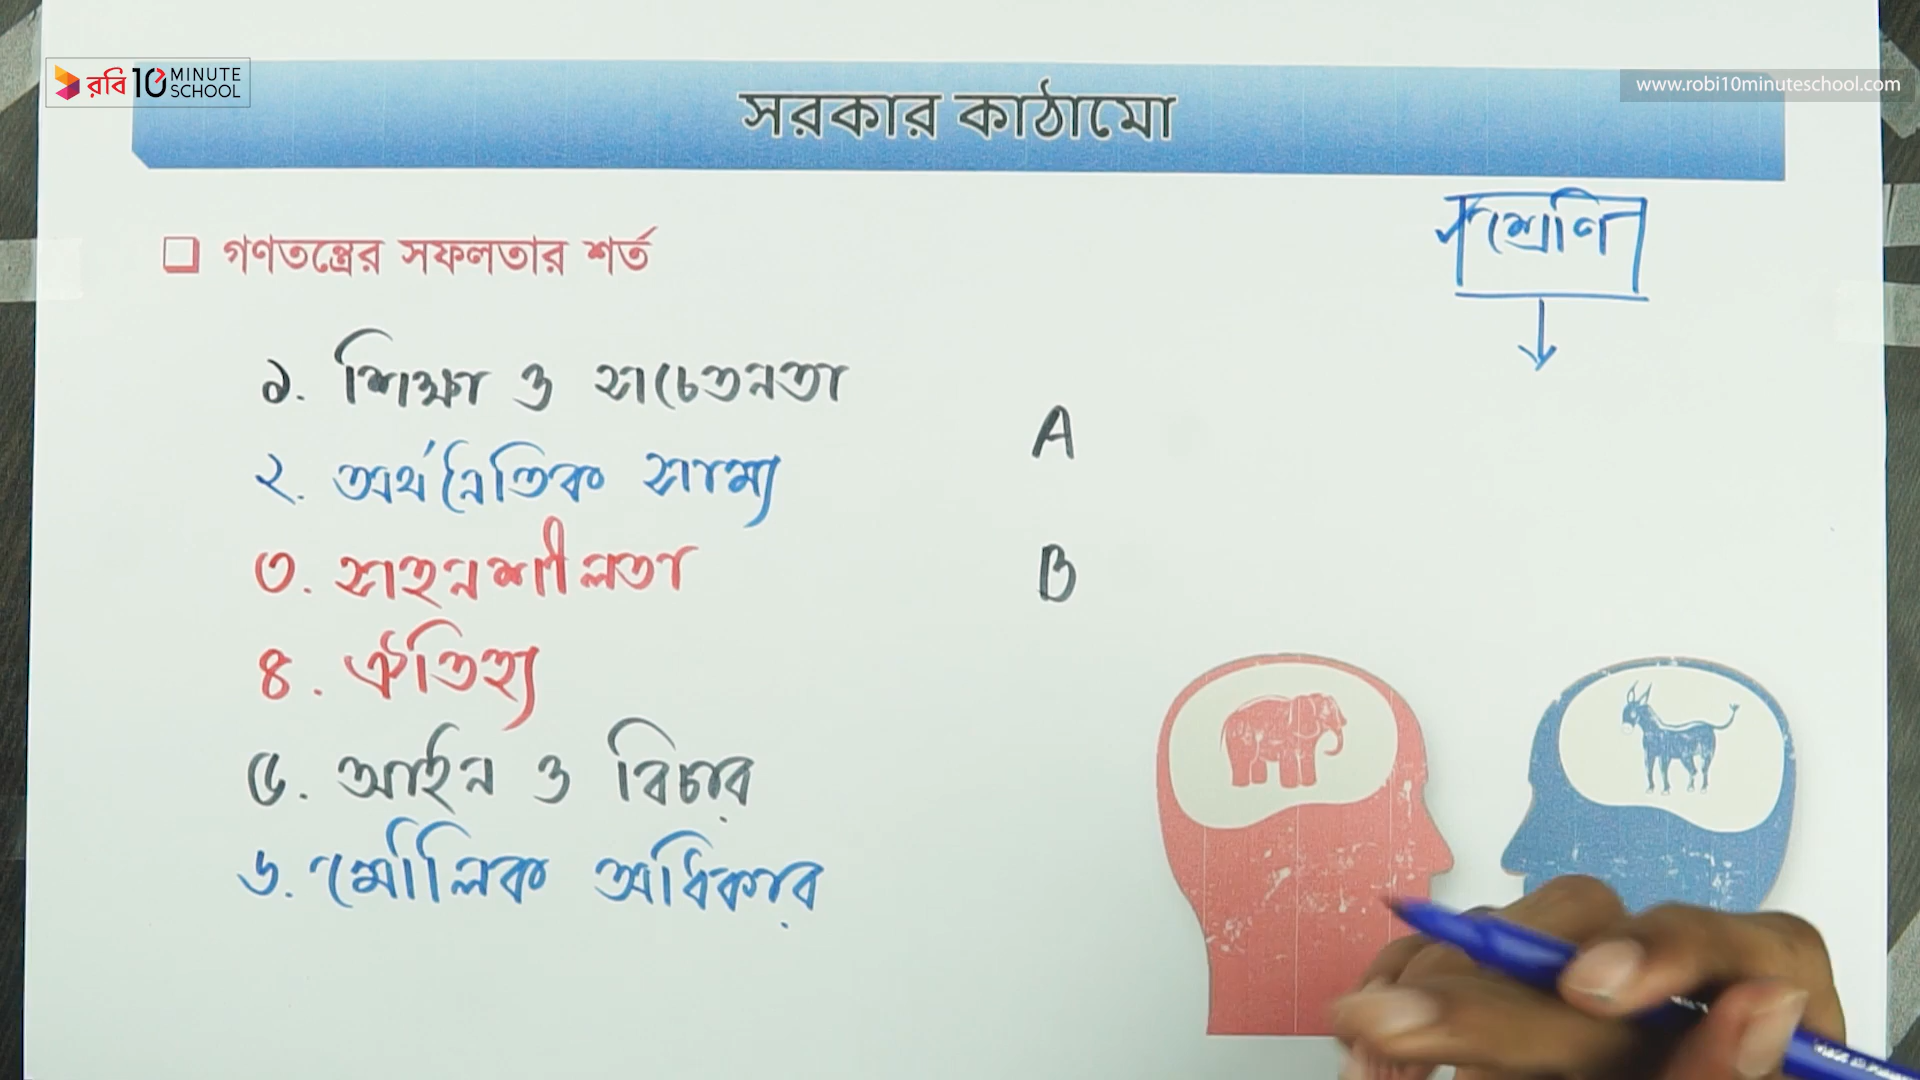 রবি 10 MINUTE SCHOOL
www.robi10minuteschool.com
সরকার কাঠামো
শ্রেণি
গণতন্ত্রের সফলতার শর্ত
১. শিক্ষা ও সচেতনতা
A
২. অর্থনৈতিক সাম্য
৩. সহনশীলতা
B
৪. ঐতিহ্য
৫. আইন ও বিচার
৬. মৌলিক অধিকার